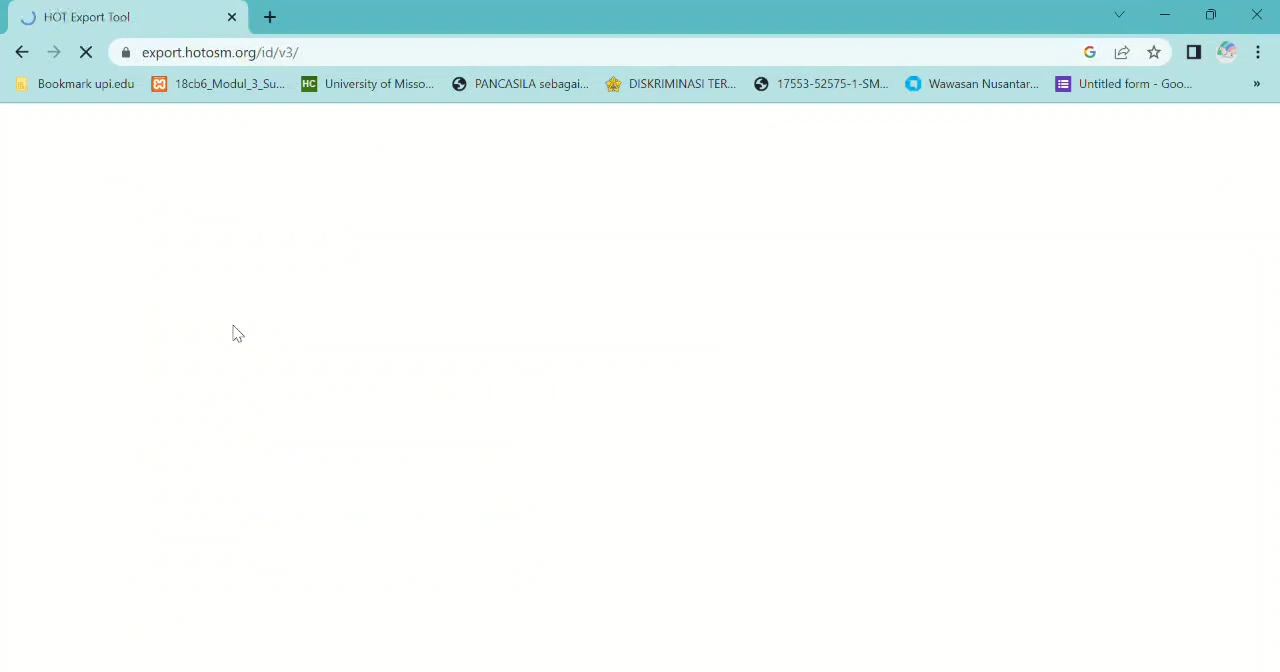 HOT Export Tool
export.hotosm.org/id/v3/
Bookmark upi.edu 18cb6_Modul_3_Su... HC University of Misso... PANCASILA sebagai... DISKRIMINASI TER... 17553-52575-1-SM... Wawasan Nusantar... Untitled form - Goo... »